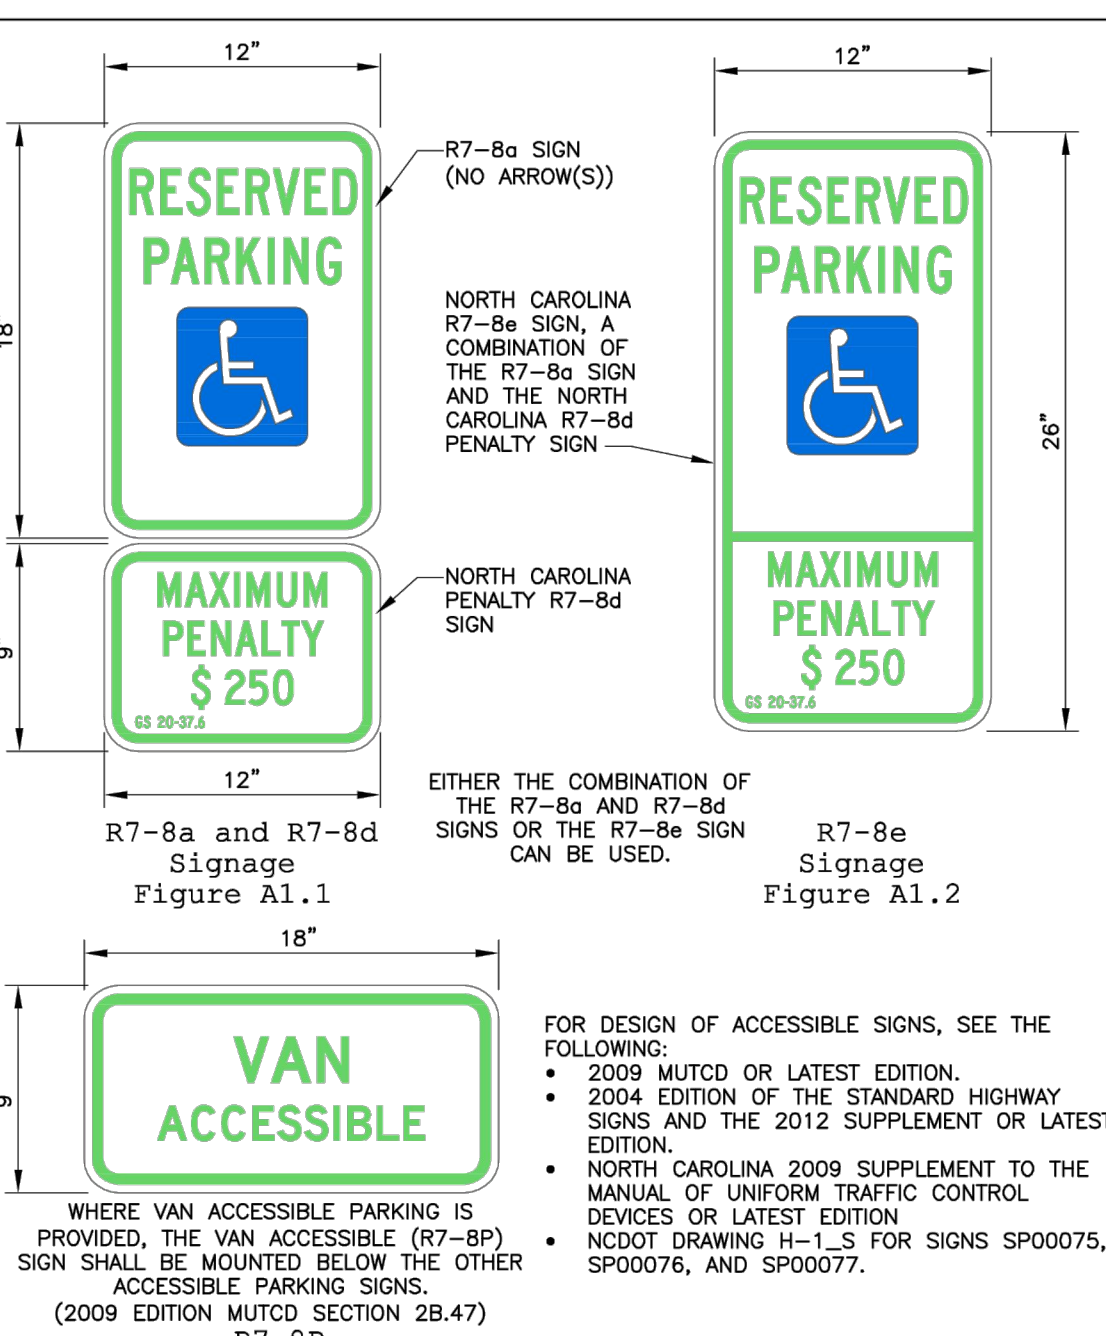 12"
RESERVED
PARKING
18"
R7-8a SIGN
(NO ARROW(S))
MAXIMUM
PENALTY
$ 250
GS 20-37.6
9"
12"
NORTH CAROLINA
PENALTY R7-8d
SIGN
R7-8a and R7-8d
Signage
Figure A1.1
NORTH CAROLINA
R7-8e SIGN, A
COMBINATION OF
THE R7-8a SIGN
AND THE NORTH
CAROLINA R7-8d
PENALTY SIGN
12"
RESERVED
PARKING
26"
MAXIMUM
PENALTY
$ 250
GS 20-37.6
EITHER THE COMBINATION OF
THE R7-8a AND R7-8d
SIGNS OR THE R7-8e SIGN
CAN BE USED.
R7-8e
Signage
Figure A1.2
18"
VAN
ACCESSIBLE
9"
WHERE VAN ACCESSIBLE PARKING IS
PROVIDED, THE VAN ACCESSIBLE (R7-8P)
SIGN SHALL BE MOUNTED BELOW THE OTHER
ACCESSIBLE PARKING SIGNS.
(2009 EDITION MUTCD SECTION 2B.47)
R7-8P
FOR DESIGN OF ACCESSIBLE SIGNS, SEE THE
FOLLOWING:
• 2009 MUTCD OR LATEST EDITION.
• 2004 EDITION OF THE STANDARD HIGHWAY
SIGNS AND THE 2012 SUPPLEMENT OR LATEST
EDITION.
• NORTH CAROLINA 2009 SUPPLEMENT TO THE
MANUAL OF UNIFORM TRAFFIC CONTROL
DEVICES OR LATEST EDITION
• NCDOT DRAWING H-1_S FOR SIGNS SP00075,
SP00076, AND SP00077.